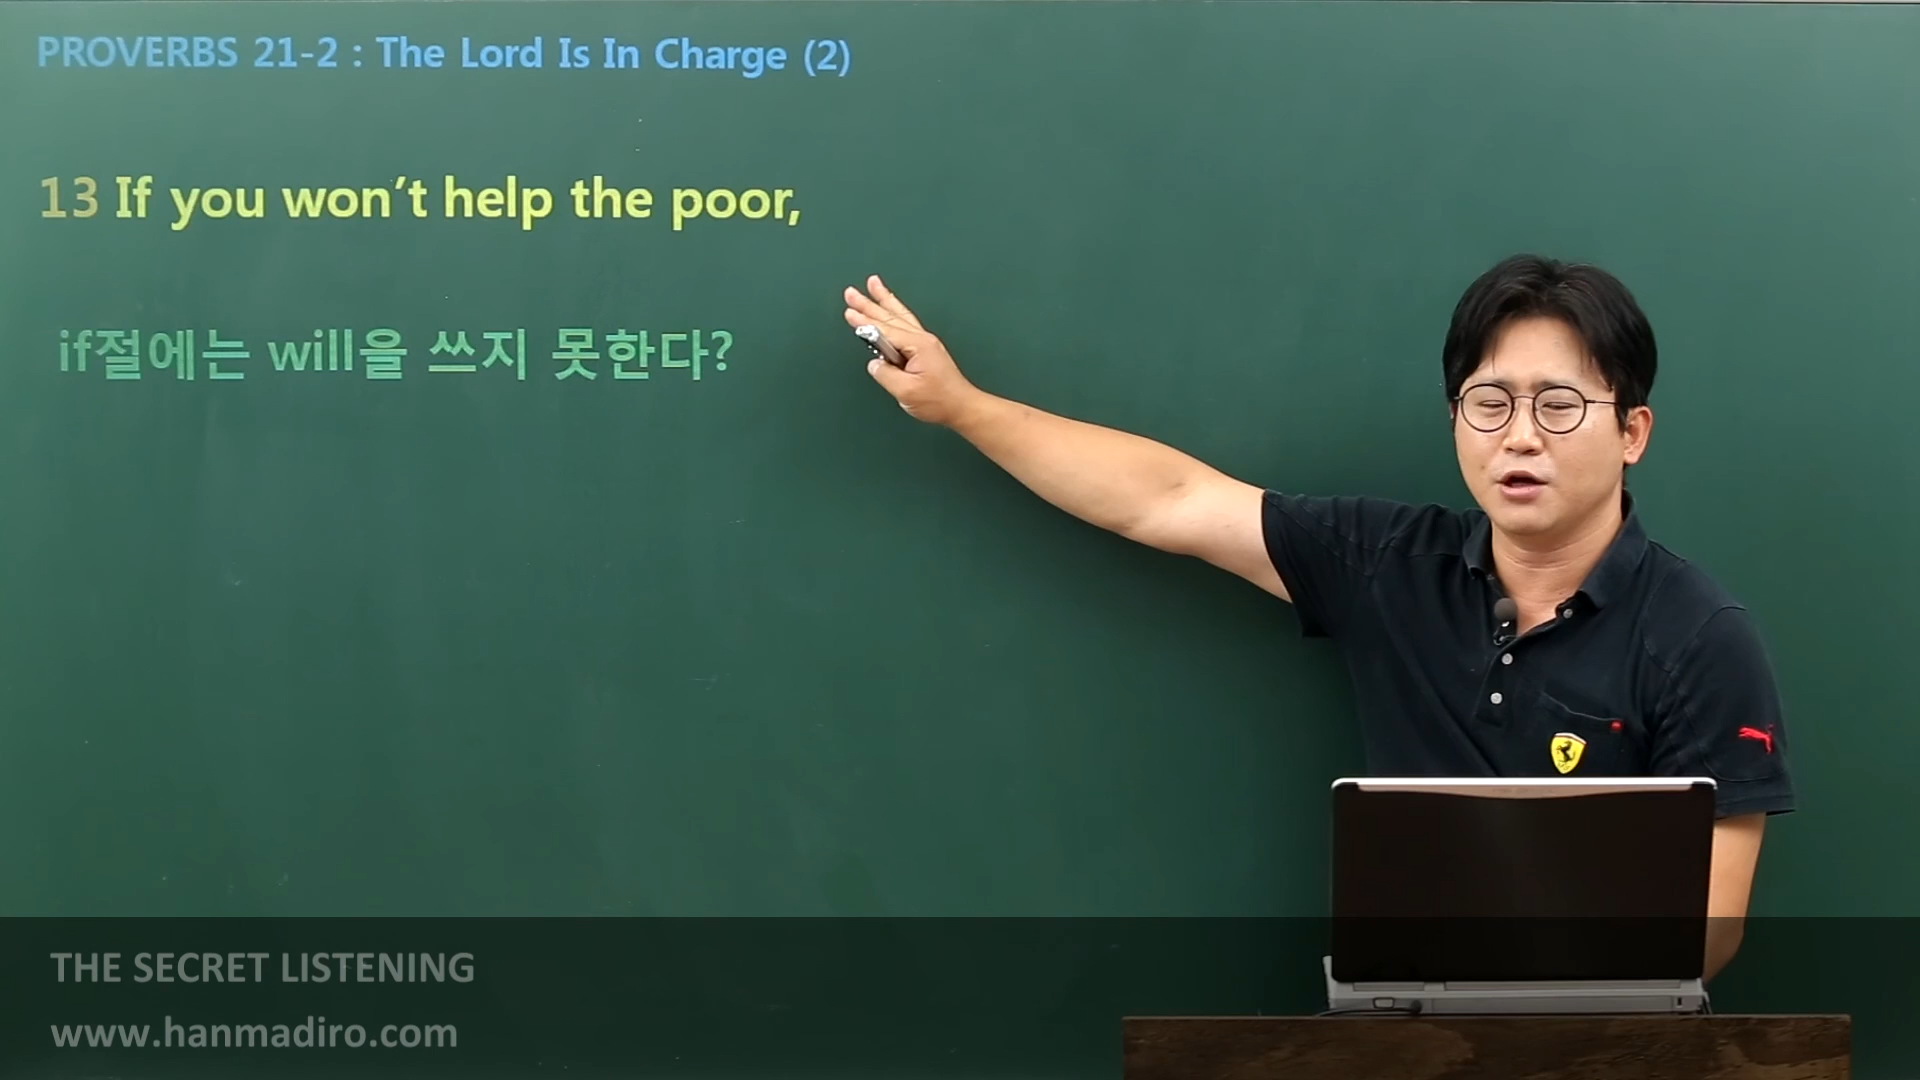 PROVERBS 21-2 : The Lord Is In Charge (2)
13 If you won’t help the poor,
if절에는 will을 쓰지 못한다?
THE SECRET LISTENING
www.hanmadiro.com